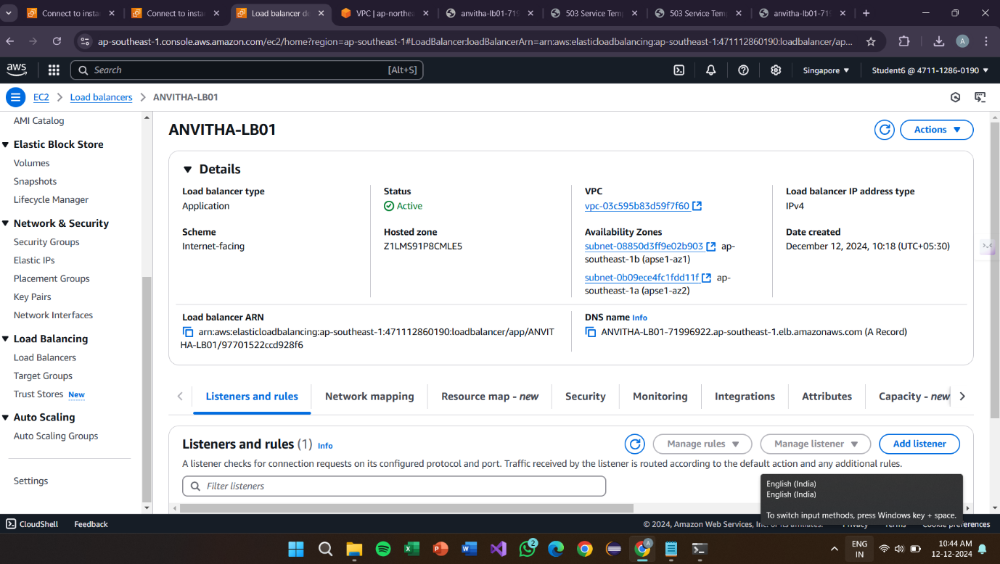 Connect to instan
Connect to instan
Load balancer de
VPC | ap-northea
anvitha-lb01-719
503 Service Temp
503 Service Temp
anvitha-lb01-719
ap-southeast-1.console.aws.amazon.com/ec2/home?region=ap-southeast-1#LoadBalancer:loadBalancerArn=arn:aws:elasticloadbalancing:ap-southeast-1:471112860190:loadbalancer/ap...
A
aws
Search
[Alt+S]
Singapore
Student6 @ 4711-1286-0190
EC2
Load balancers
ANVITHA-LB01
AMI Catalog
Elastic Block Store
Volumes
Snapshots
Lifecycle Manager
Network & Security
Security Groups
Elastic IPs
Placement Groups
Key Pairs
Network Interfaces
Load Balancing
Load Balancers
Target Groups
Trust Stores New
Auto Scaling
Auto Scaling Groups
Settings
ANVITHA-LB01
Actions
Details
Load balancer type
Application
Status
Active
VPC
vpc-03c595b83d59f7f60
Load balancer IP address type
IPv4
Scheme
Internet-facing
Hosted zone
Z1LMS91P8CMLE5
Availability Zones
subnet-08850d3ff9e02b903 ap-
southeast-1b (apse1-az1)
subnet-0b09ece4fc1fdd11f ap-
southeast-1a (apse1-az2)
Date created
December 12, 2024, 10:18 (UTC+05:30)
Load balancer ARN
arn:aws:elasticloadbalancing:ap-southeast-1:471112860190:loadbalancer/app/ANVIT
HA-LB01/97701522ccd928f6
DNS name Info
ANVITHA-LB01-71996922.ap-southeast-1.elb.amazonaws.com (A Record)
Listeners and rules
Network mapping
Resource map - new
Security
Monitoring
Integrations
Attributes
Capacity - new
Listeners and rules (1) Info
Manage rules
Manage listener
Add listener
A listener checks for connection requests on its configured protocol and port. Traffic received by the listener is routed according to the default action and any additional rules.
Filter listeners
English (India)
English (India)
To switch input methods, press Windows key + space.
CloudShell
Feedback
© 2024, Amazon Web Services, Inc. or its affiliates.
Privacy
Terms
Cookie preferences
2
A
ENG
IN
10:44 AM
12-12-2024